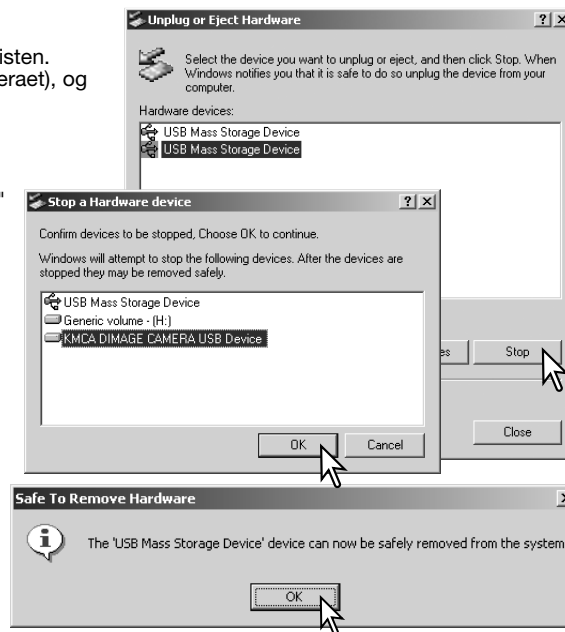 isten.
eraet), og
"
Unplug or Eject Hardware
Select the device you want to unplug or eject, and then click Stop. When
Windows notifies you that it is safe to do so unplug the device from your
computer.
Hardware devices:
USB Mass Storage Device
USB Mass Storage Device
es
Stop
Close
Stop a Hardware device
Confirm devices to be stopped, Choose OK to continue.
Windows will attempt to stop the following devices. After the devices are
stopped they may be removed safely.
USB Mass Storage Device
Generic volume - (H:)
KMCA DIMAGE CAMERA USB Device
OK
Cancel
Safe To Remove Hardware
The 'USB Mass Storage Device' device can now be safely removed from the system
OK